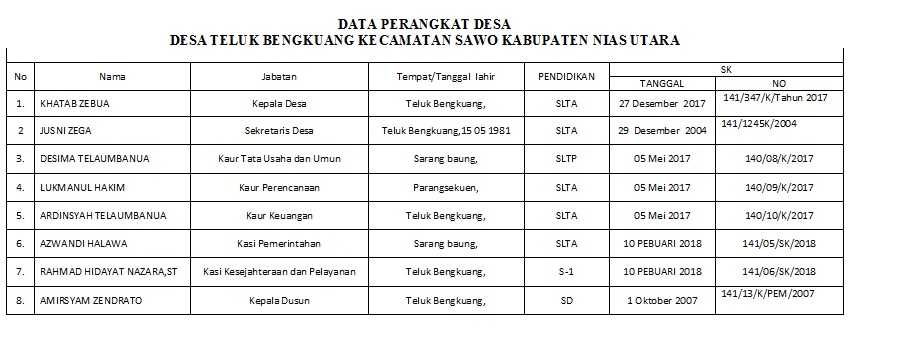 DATA PERANGKAT DESA
DESA TELUK BENGKUANG KECAMATAN SAWO KABUPATEN NIAS UTARA
No Nama Jabatan Tempat/Tanggal lahir PENDIDIKAN SK
TANGGAL NO
1. KHATAB ZEBUA Kepala Desa Teluk Bengkuang, SLTA 27 Desember 2017 141/347/K/Tahun 2017
2 JUSNI ZEGA Sekretaris Desa Teluk Bengkuang,15 05 1981 SLTA 29 Desember 2004 141/1245K/2004
3. DESIMA TELAUMBANUA Kaur Tata Usaha dan Umun Sarang baung, SLTP 05 Mei 2017 140/08/K/2017
4. LUKMANUL HAKIM Kaur Perencanaan Parangsekuen, SLTA 05 Mei 2017 140/09/K/2017
5. ARDINSYAH TELAUMBANUA Kaur Keuangan Teluk Bengkuang, SLTA 05 Mei 2017 140/10/K/2017
6. AZWANDI HALAWA Kasi Pemerintahan Sarang baung, SLTA 10 PEBUARI 2018 141/05/SK/2018
7. RAHMAD HIDAYAT NAZARA,ST Kasi Kesejahteraan dan Pelayanan Teluk Bengkuang, S-1 10 PEBUARI 2018 141/06/SK/2018
8. AMIRSYAM ZENDRATO Kepala Dusun Teluk Bengkuang, SD 1 Oktober 2007 141/13/K/PEM/2007